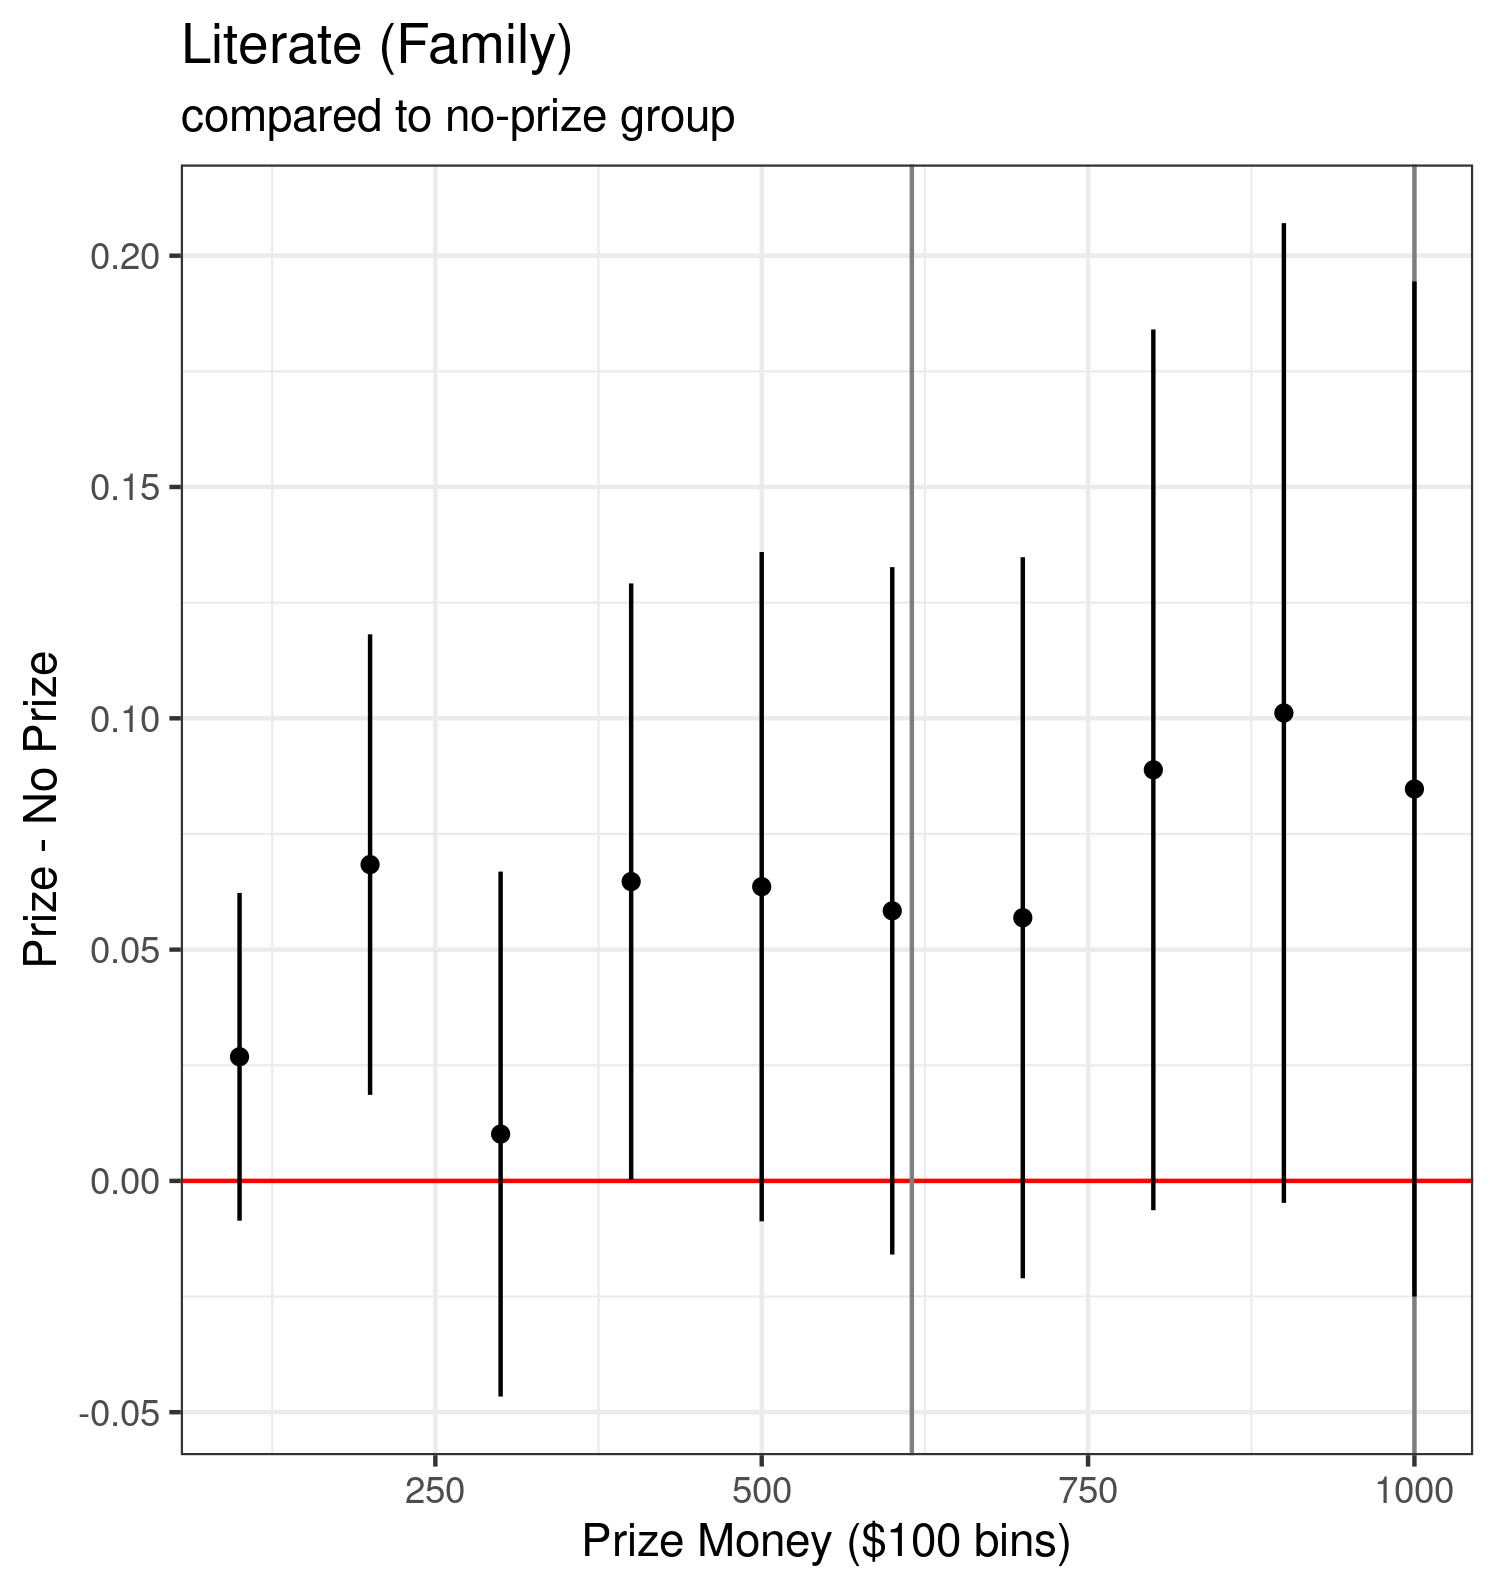 Literate (Family)
compared to no-prize group
Prize - No Prize
0.20
0.15
0.10
0.05
0.00
-0.05
250 500 750 1000
Prize Money ($100 bins)